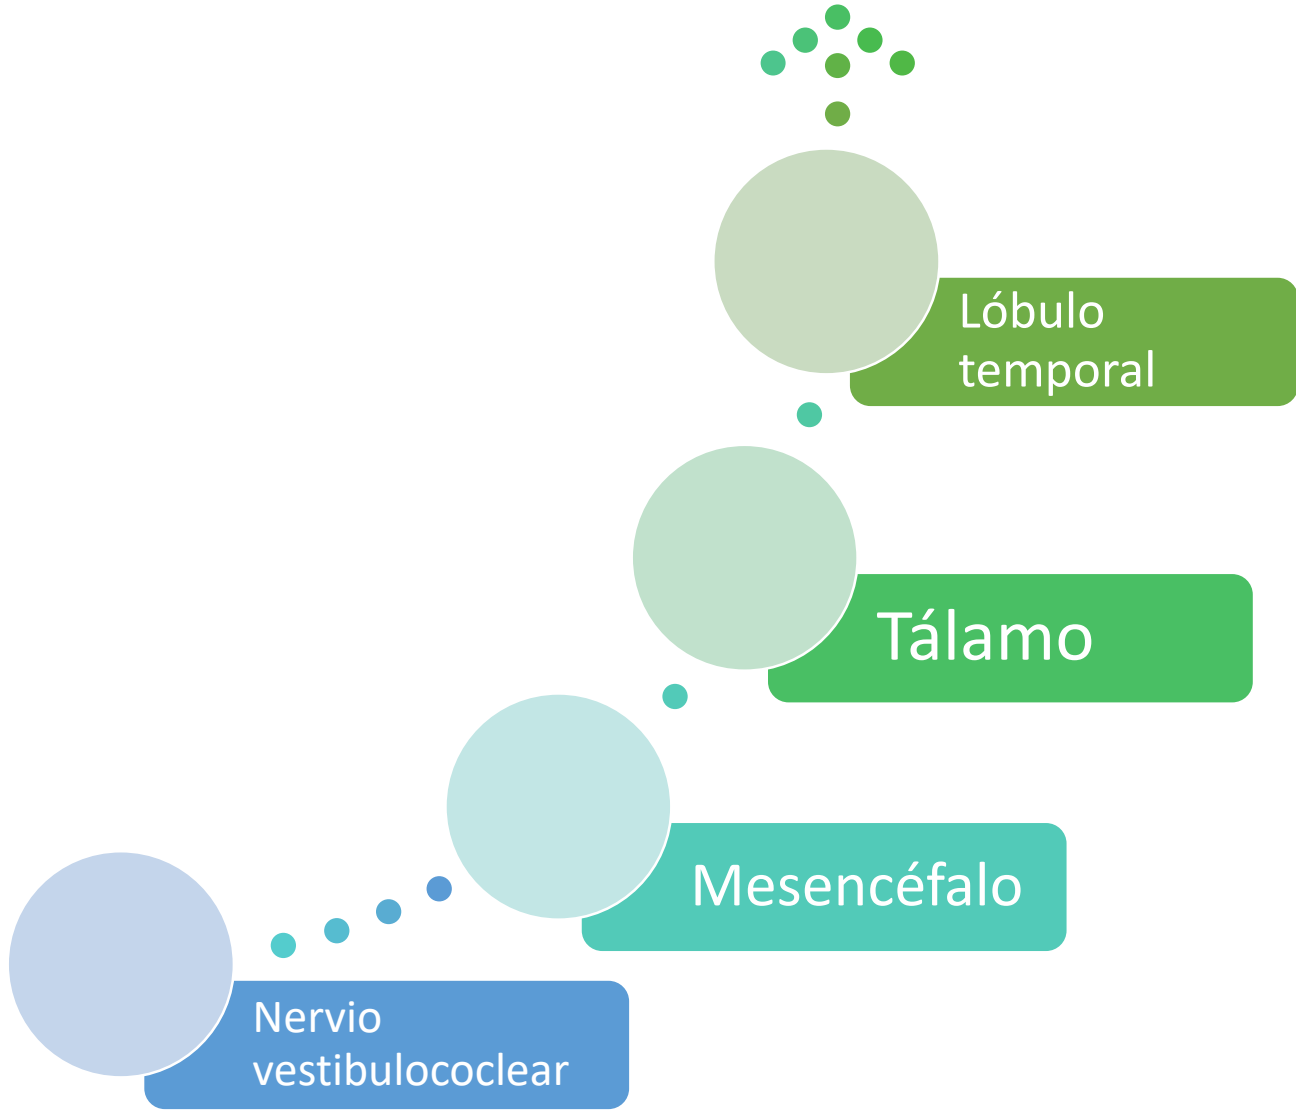 Lóbulo
temporal
Tálamo
Mesencéfalo
Nervio
vestibulococlear